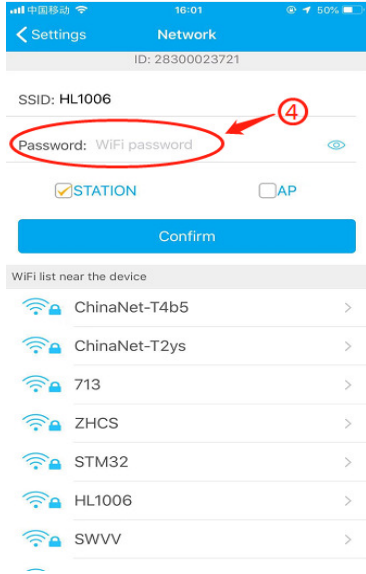 中国移动 16:01 50%
Settings Network
ID: 28300023721
SSID: HL1006
④
Password: WiFi password
STATION AP
Confirm
WiFi list near the device
ChinaNet-T4b5
ChinaNet-T2ys
713
ZHCS
STM32
HL1006
SWVV